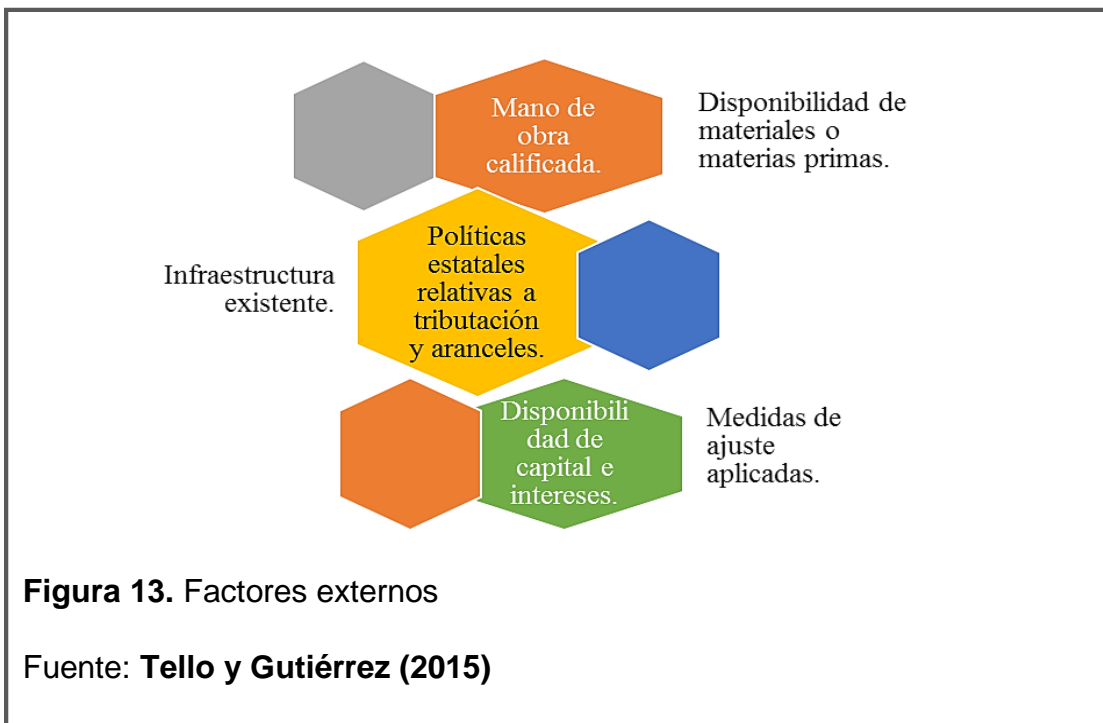 Mano de
obra
calificada.
Disponibilidad de
materiales o
materias primas.
Infraestructura
existente.
Políticas
estatales
relativas a
tributación
y aranceles.
Disponibili
dad de
capital e
intereses.
Medidas de
ajuste
aplicadas.
Figura 13. Factores externos
Fuente: Tello y Gutiérrez (2015)